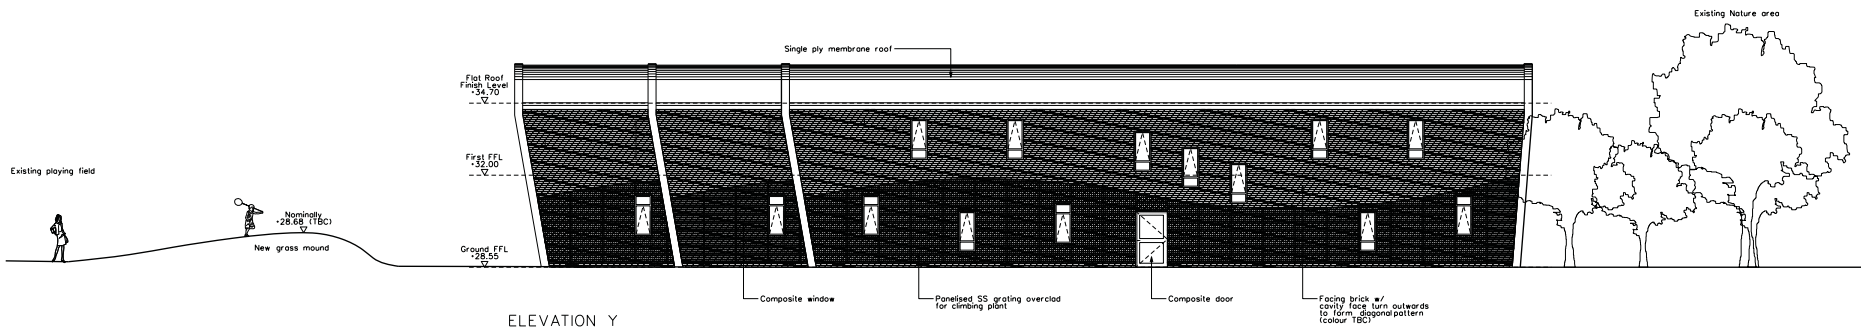 Existing Nature area
Single ply membrane roof
Flat Roof
Finish Level
+34.70
First FFL
+32.00
Existing playing field
Nominally
+28.68 (TBC)
New grass mound
Ground FFL
+28.55
Composite window
Panelised SS grating overclad
for climbing plant
Composite door
Facing brick w/
cavity face turn outwards
to form diagonal pattern
(colour TBC)
ELEVATION Y